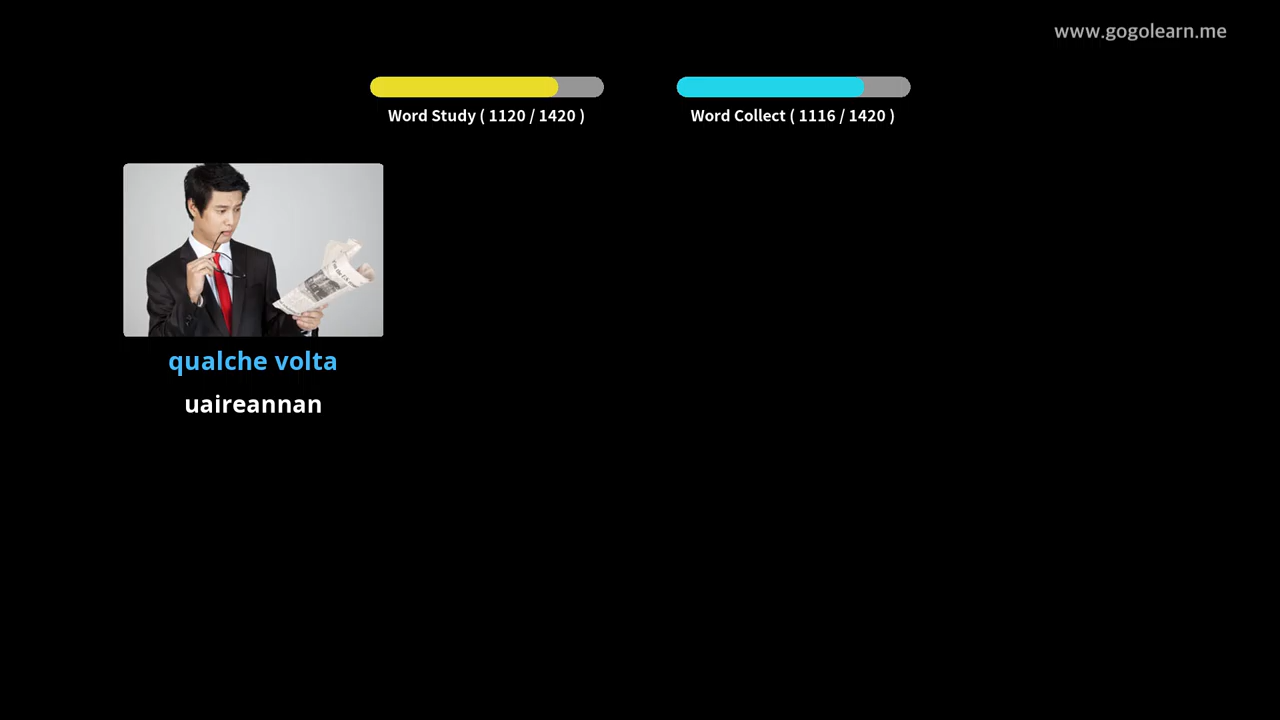 www.gogolearn.me
Word Study ( 1120 / 1420 )
Word Collect ( 1116 / 1420 )
qualche volta
uaireannan